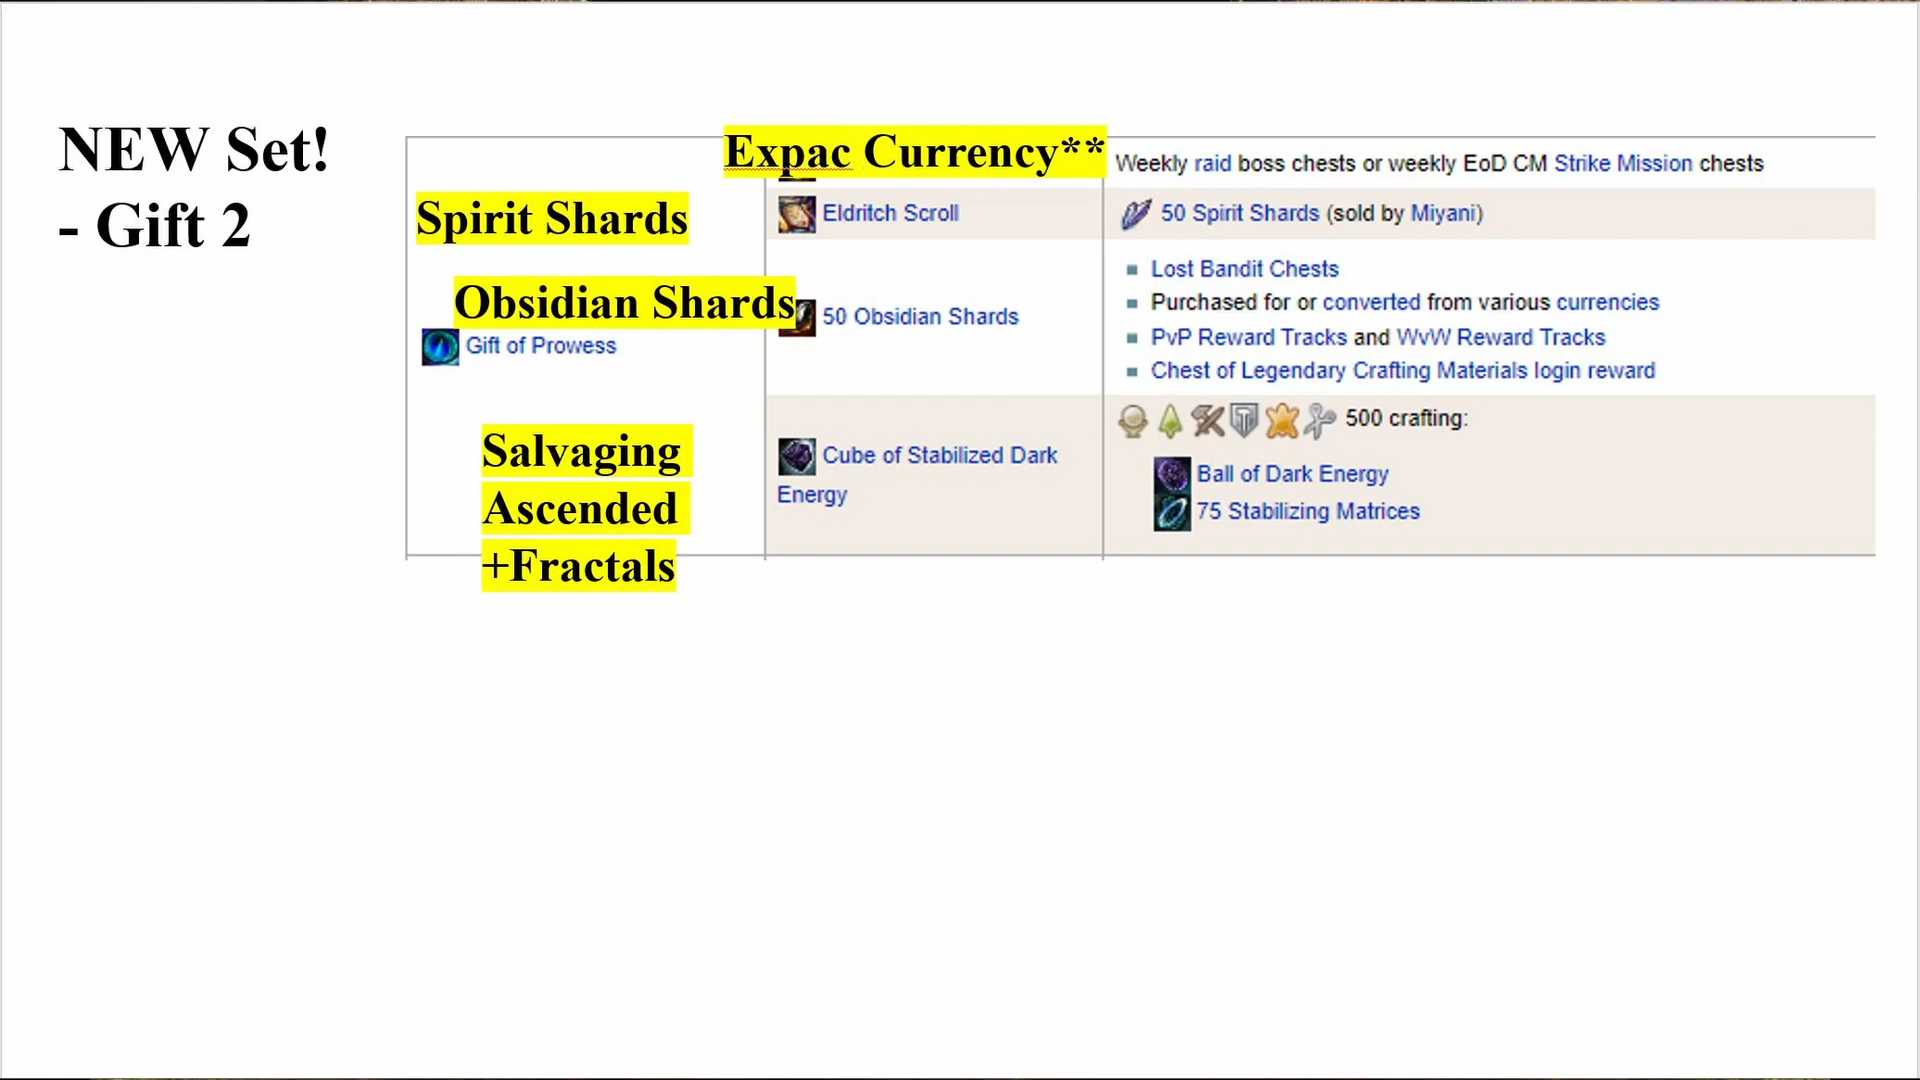 NEW Set!
- Gift 2
Expac Currency**
Weekly raid boss chests or weekly EoD CM Strike Mission chests
Spirit Shards
Eldritch Scroll
50 Spirit Shards (sold by Miyani)
Obsidian Shards
50 Obsidian Shards
Gift of Prowess
Lost Bandit Chests
Purchased for or converted from various currencies
PvP Reward Tracks and WvW Reward Tracks
Chest of Legendary Crafting Materials login reward
Salvaging
Ascended
+Fractals
Cube of Stabilized Dark
Energy
500 crafting:
Ball of Dark Energy
75 Stabilizing Matrices